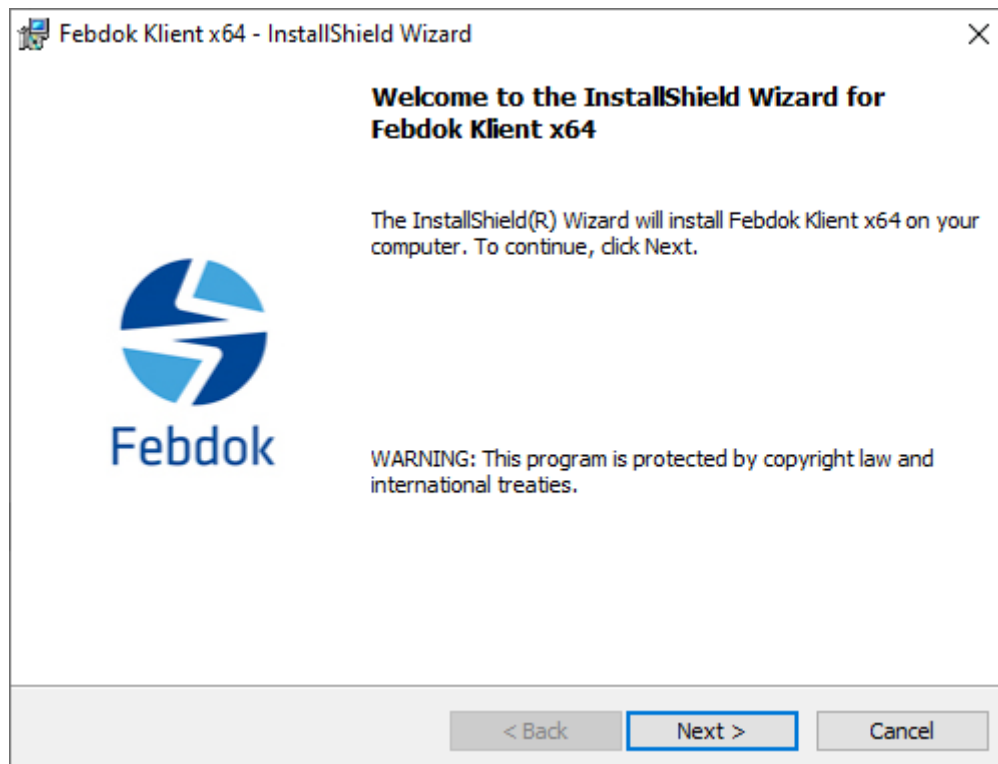 Febdok Klient x64 - InstallShield Wizard
Welcome to the InstallShield Wizard for
Febdok Klient x64
The InstallShield(R) Wizard will install Febdok Klient x64 on your
computer. To continue, click Next.
Febdok
WARNING: This program is protected by copyright law and
international treaties.
< Back
Next >
Cancel